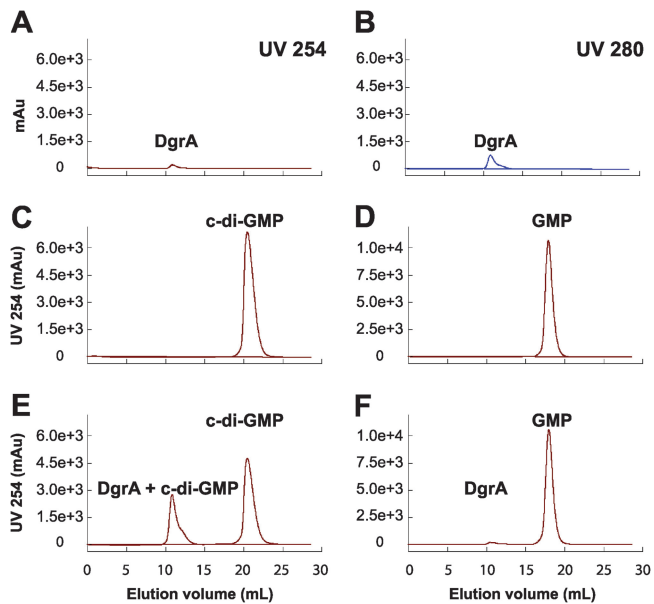 A
UV 254
mAu
6.0e+3
4.5e+3
3.0e+3
1.5e+3
0
DgrA
B
UV 280
6.0e+3
4.5e+3
3.0e+3
1.5e+3
0
DgrA
C
c-di-GMP
UV 254 (mAu)
6.0e+3
4.5e+3
3.0e+3
1.5e+3
0
D
GMP
1.0e+4
7.5e+3
5.0e+3
2.5e+3
0
E
c-di-GMP
UV 254 (mAu)
6.0e+3
4.5e+3
3.0e+3
1.5e+3
0
DgrA + c-di-GMP
0 5 10 15 20 25 30
Elution volume (mL)
F
GMP
1.0e+4
7.5e+3
5.0e+3
2.5e+3
0
DgrA
0 5 10 15 20 25 30
Elution volume (mL)